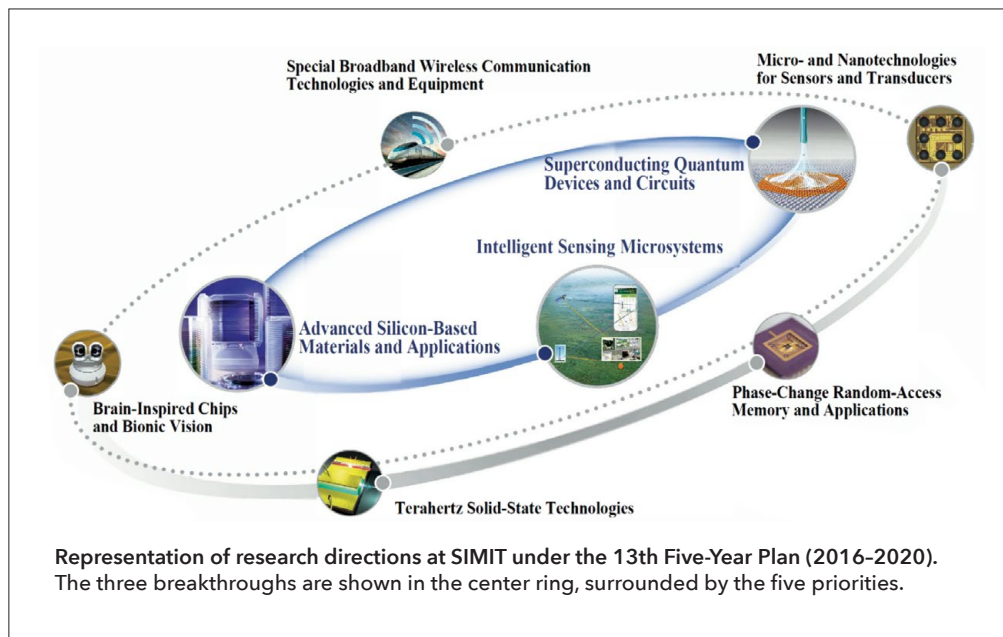 Special Broadband Wireless Communication
Technologies and Equipment
Micro- and Nanotechnologies
for Sensors and Transducers
Superconducting Quantum
Devices and Circuits
Intelligent Sensing Microsystems
Advanced Silicon-Based
Materials and Applications
Brain-Inspired Chips
and Bionic Vision
Phase-Change Random-Access
Memory and Applications
Terahertz Solid-State Technologies
Representation of research directions at SIMIT under the 13th Five-Year Plan (2016–2020).
The three breakthroughs are shown in the center ring, surrounded by the five priorities.